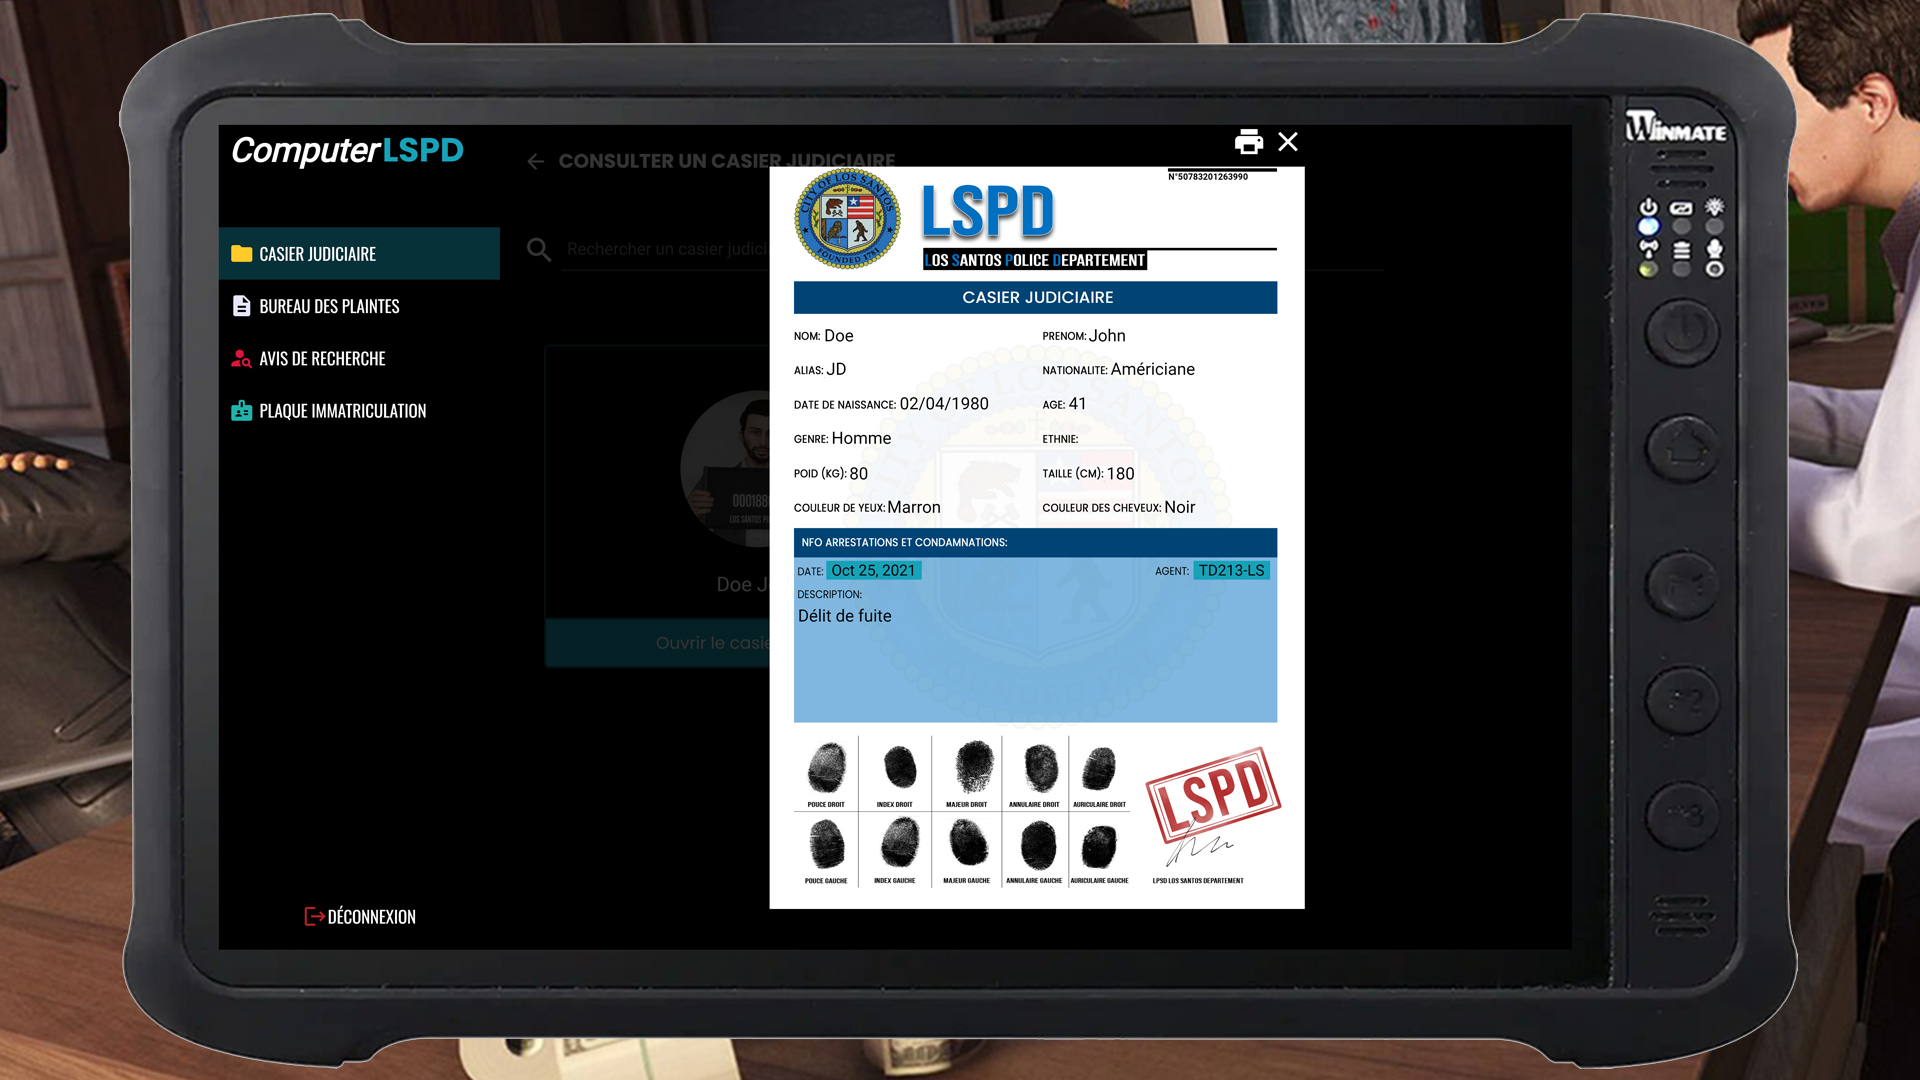 ComputerLSPD
CASIER JUDICIAIRE
BUREAU DES PLAINTES
AVIS DE RECHERCHE
PLAQUE IMMATRICULATION
DÉCONNEXION
CONSULTER UN CASIER JUDICIAIRE
Rechercher un casier judici
Doe J
Ouvrir le casie
N°50783201263990
CITY OF LOS SANTOS
FOUNDED 1781
LSPD
LOS SANTOS POLICE DEPARTEMENT
CASIER JUDICIAIRE
NOM: Doe
PRENOM: John
ALIAS: JD
NATIONALITE: Américiane
DATE DE NAISSANCE: 02/04/1980
AGE: 41
GENRE: Homme
ETHNIE:
POID (KG): 80
TAILLE (CM): 180
COULEUR DE YEUX: Marron
COULEUR DES CHEVEUX: Noir
NFO ARRESTATIONS ET CONDAMNATIONS:
DATE: Oct 25, 2021
AGENT: TD213-LS
DESCRIPTION:
Délit de fuite
POUCE DROIT
INDEX DROIT
MAJEUR DROIT
ANNULAIRE DROIT
AURICULAIRE DROIT
POUCE GAUCHE
INDEX GAUCHE
MAJEUR GAUCHE
ANNULAIRE GAUCHE
AURICULAIRE GAUCHE
LSPD
LPSD LOS SANTOS DEPARTEMENT
WINMATE